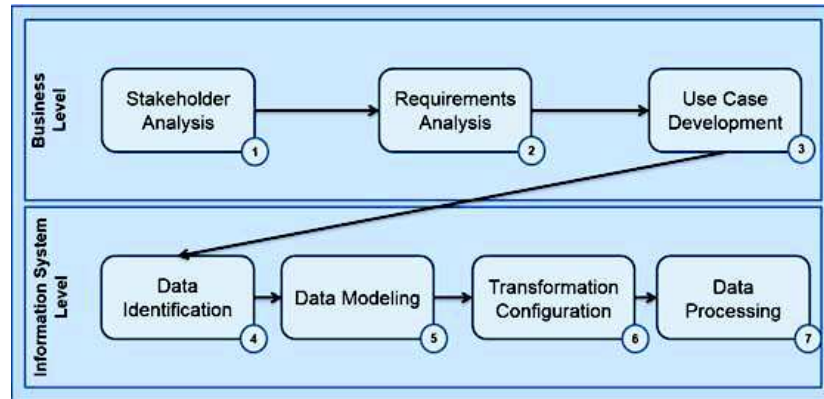 Business
Level
Stakeholder
Analysis
1
Requirements
Analysis
2
Use Case
Development
3
Information System
Level
Data
Identification
4
Data Modeling
5
Transformation
Configuration
6
Data
Processing
7